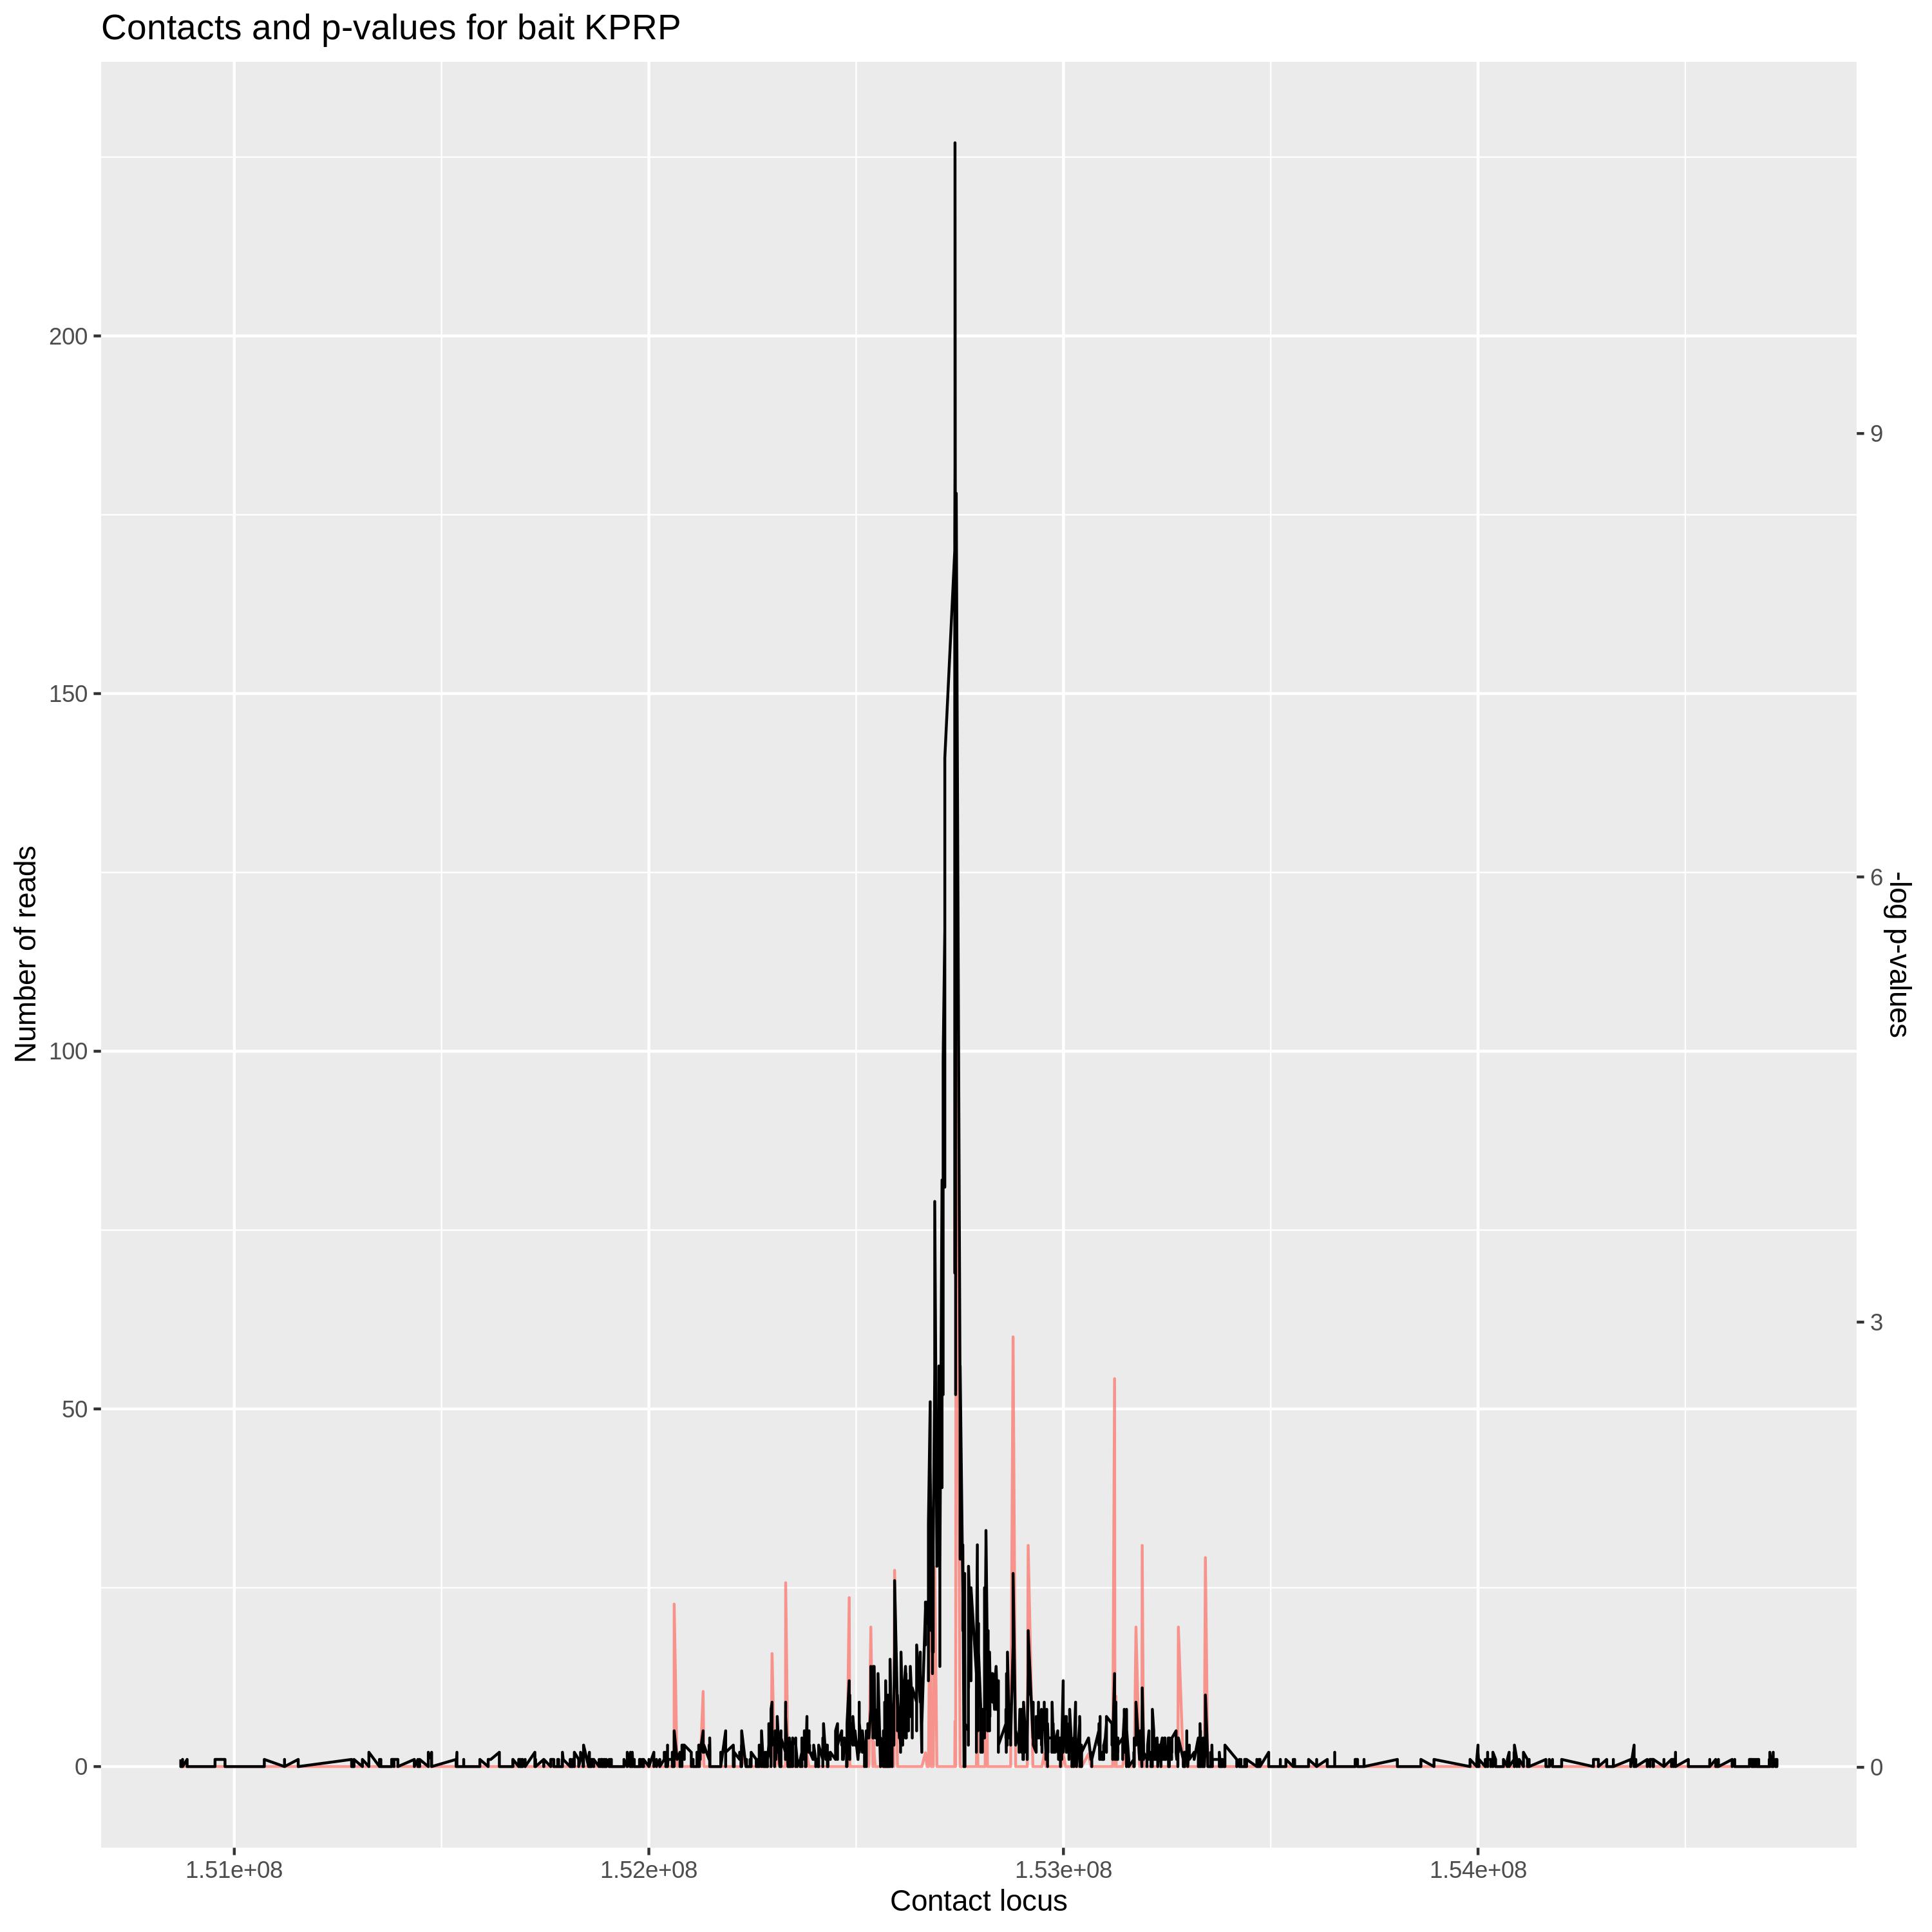 Contacts and p-values for bait KPRP
Number of reads
200
150
100
50
0
9
6
3
0
-log p-values
1.51e+08
1.52e+08
1.53e+08
1.54e+08
Contact locus